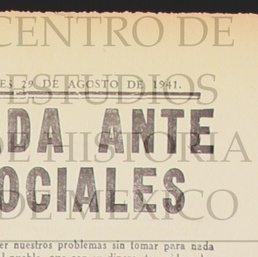 CENTRO DE
ES 29 DE AGOSTO DE 1941.
ESTUDIOS
DA ANTE
DE HISTORIA
OCIALES
DE MEXICO
er nuestros problemas sin tomar para nada